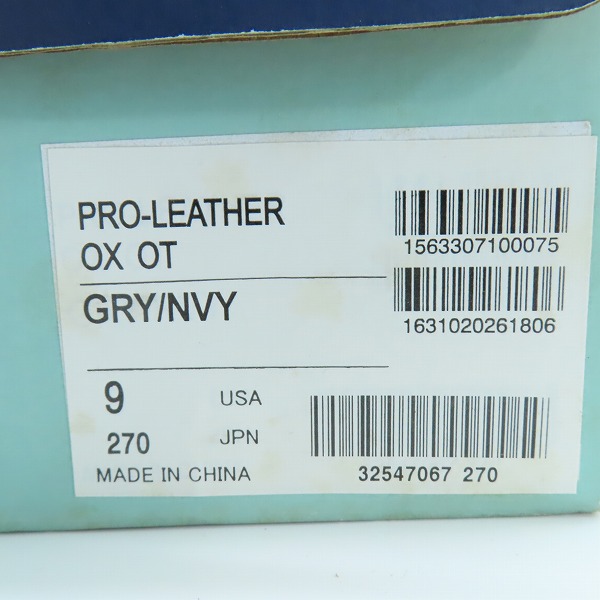 PRO-LEATHER
OX OT
GRY/NVY
1563307100075
1631020261806
9 USA
270 JPN
MADE IN CHINA
32547067 270